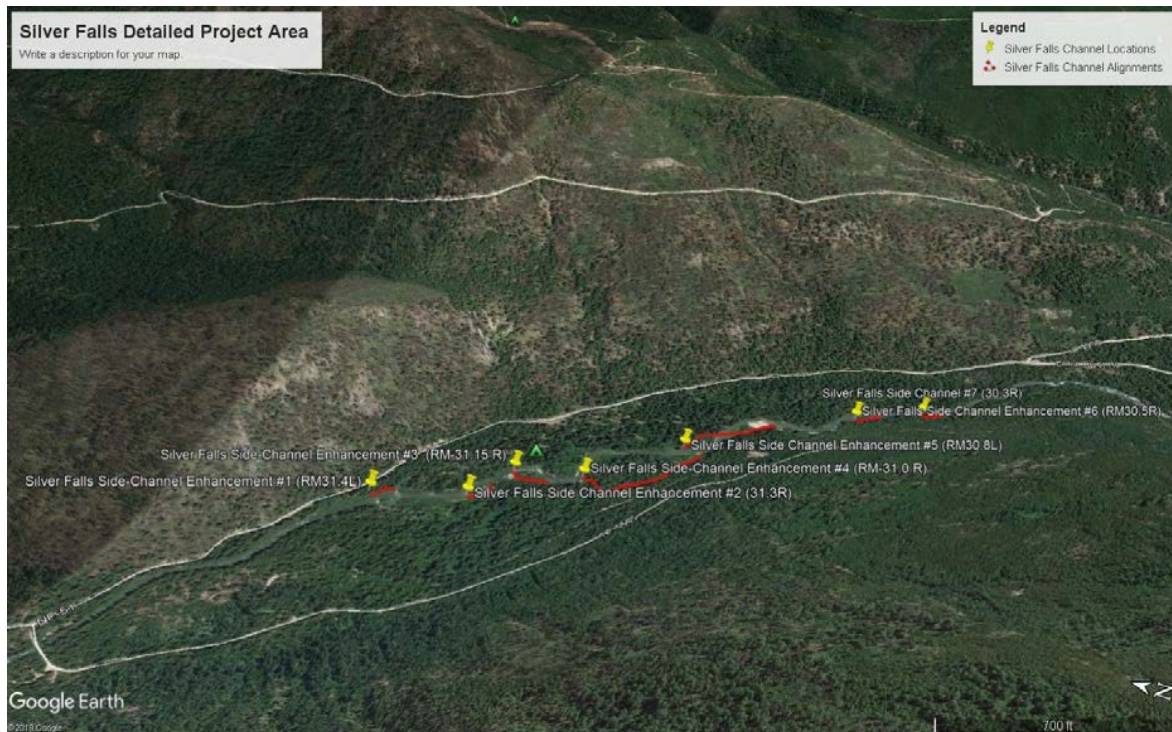 Silver Falls Detailed Project Area
Write a description for your map.
Legend
Silver Falls Channel Locations
Silver Falls Channel Alignments
Silver Falls Side Channel #7 (30.3R)
Silver Falls Side Channel Enhancement #6 (RM30.5R)
Silver Falls Side Channel Enhancement #5 (RM30.8L)
Silver Falls Side-Channel Enhancement #3 (RM-31.15 R)
Silver Falls Side-Channel Enhancement #4 (RM-31.0 R)
Silver Falls Side-Channel Enhancement #1 (RM31.4L)
Silver Falls Side Channel Enhancement #2 (31.3R)
Google Earth
©2018 Google
700 ft
N